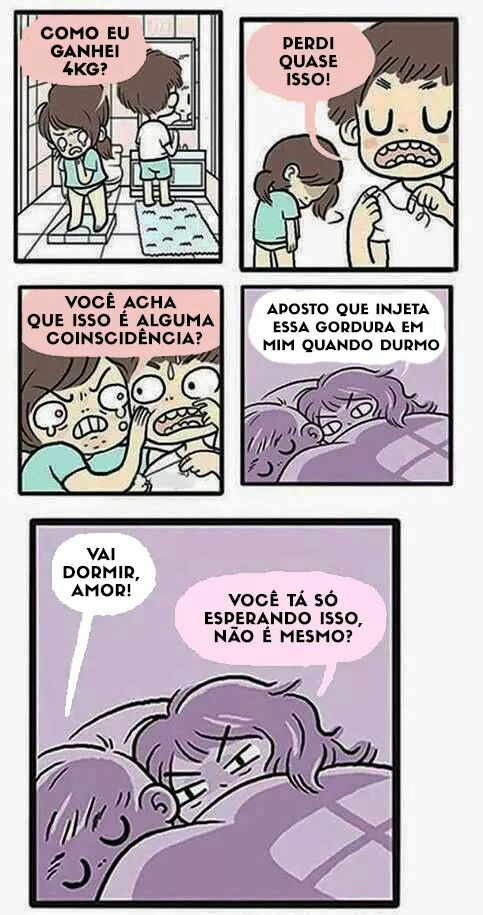 COMO EU
GANHEI
4KG?
PERDI
QUASE
ISSO!
VOCÊ ACHA
QUE ISSO É ALGUMA
COINSCIDÊNCIA?
APOSTO QUE INJETA
ESSA GORDURA EM
MIM QUANDO DURMO
VAI
DORMIR,
AMOR!
VOCÊ TÁ SÓ
ESPERANDO ISSO,
NÃO É MESMO?